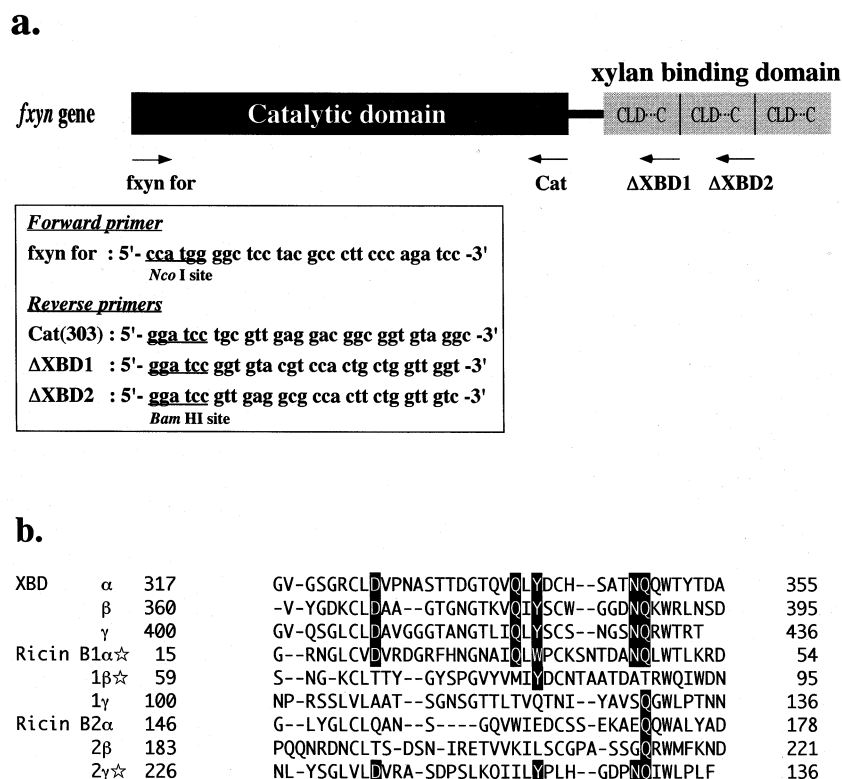 a.
xylan binding domain
fxyn gene
Catalytic domain
CLD··C
CLD··C
CLD··C
fxyn for
Cat
ΔXBD1
ΔXBD2
Forward primer
fxyn for : 5'- cca tgg ggc tcc tac gcc ctt ccc aga tcc -3'
Nco I site
Reverse primers
Cat(303) : 5'- gga tcc tgc gtt gag gac ggc ggt gta ggc -3'
ΔXBD1 : 5'- gga tcc ggt gta cgt cca ctg ctg gtt ggt -3'
ΔXBD2 : 5'- gga tcc gtt gag gcg cca ctt ctg gtt gtc -3'
Bam HI site
b.
XBD α 317 GV-GSGRCLDVPNASTTDGTQVQLYDCH--SATNQQWTYTDA 355
β 360 -V-YGDKCLDAA--GTGNGTKVQIYSCW--GGDNQKWRLNSD 395
γ 400 GV-QSGLCLDAVGGGTANGTLIQLYSCS--NGSNQRWTRT 436
Ricin B1α☆ 15 G--RNGLCVDVRDGRFHNGNAIQLWPCKSNTDANQLWTLKRD 54
1β☆ 59 S--NG-KCLTTY--GYSPGVYVMIYDCNTAATDATRWQIWDN 95
1γ 100 NP-RSSLVLAAT--SGNSGTTLTVQTNI--YAVSQGWLPTNN 136
Ricin B2α 146 G--LYGLCLQAN--S----GQVWIEDCSS-EKAEQQWALYAD 178
2β 183 PQQNRDNCLTS-DSN-IRETVVKILSCGPA-SSGQRWMFKND 221
2γ☆ 226 NL-YSGLVLDVRA-SDPSLKQIILYPLH--GDPNQIWLPLF 136